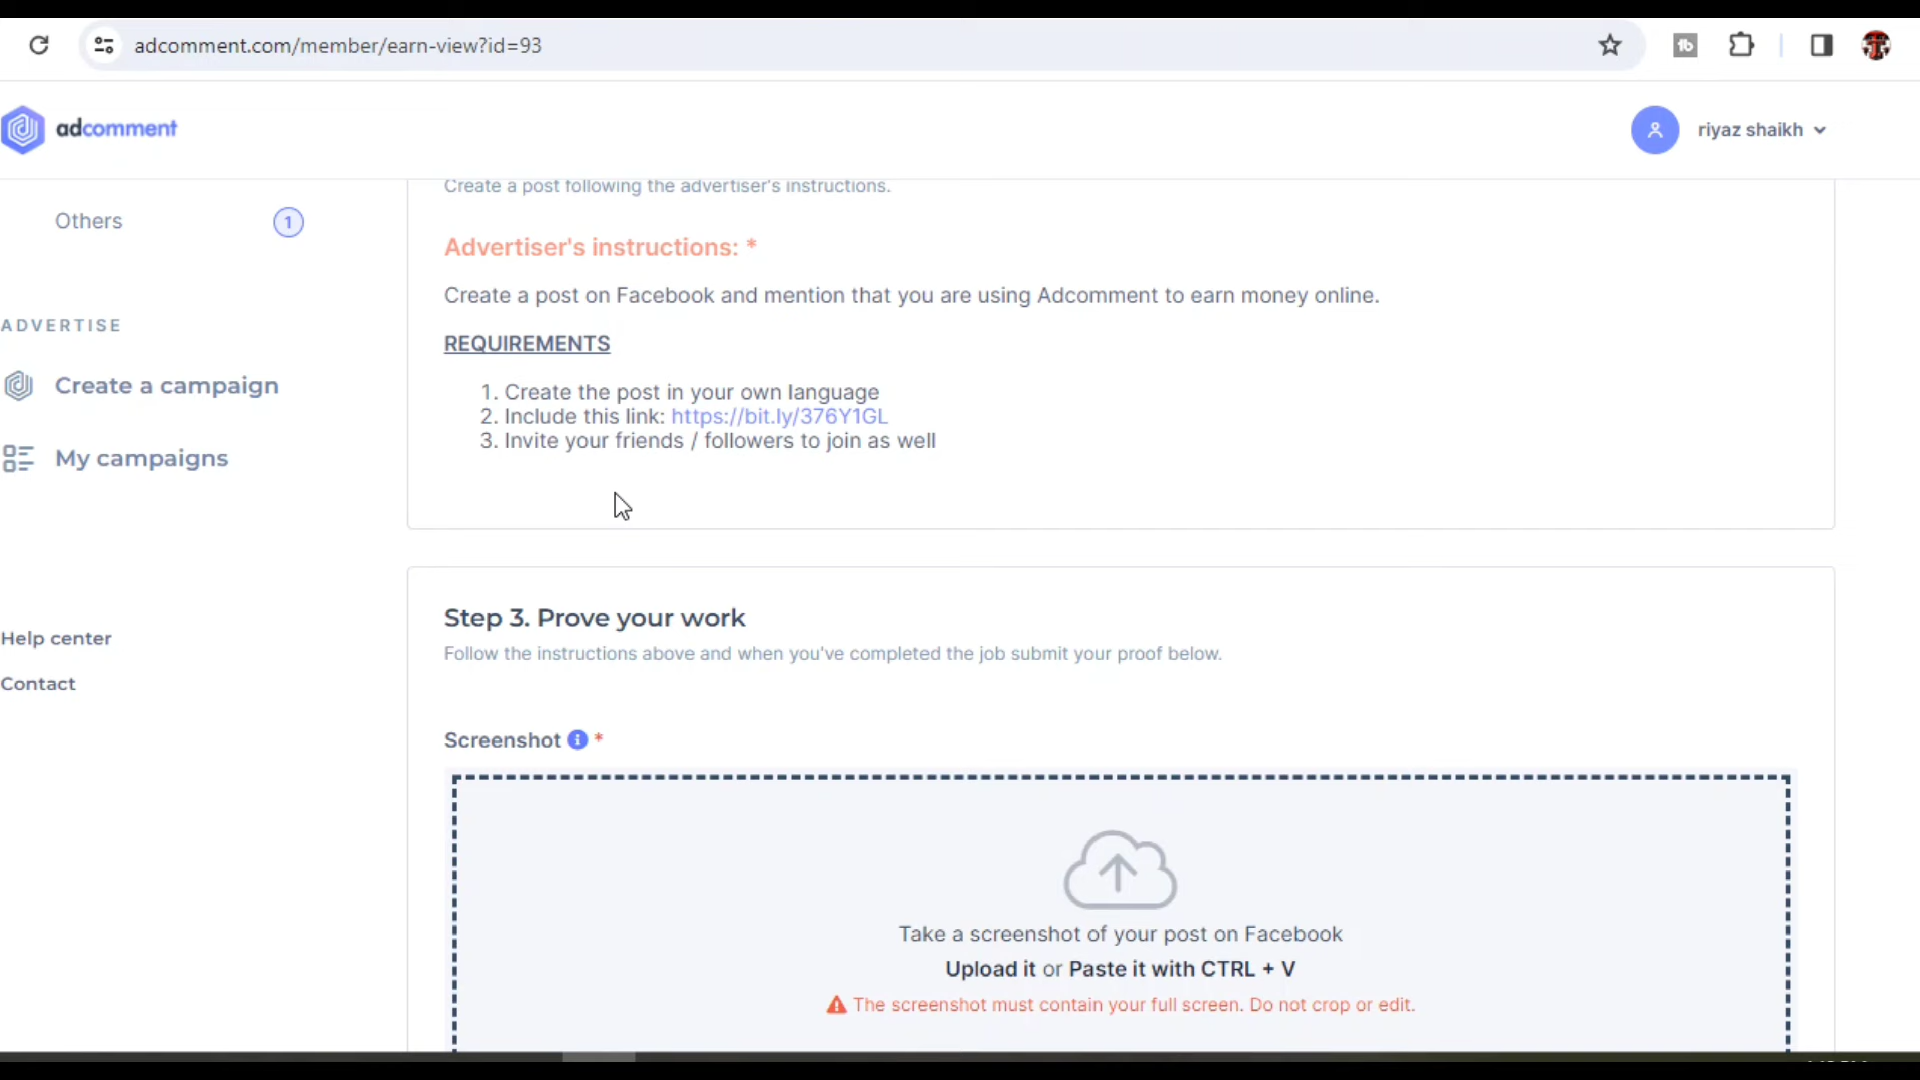 adcomment.com/member/earn-view?id=93
adcomment
riyaz shaikh
Create a post following the advertiser's instructions.
Others 1
Advertiser's instructions: *
Create a post on Facebook and mention that you are using Adcomment to earn money online.
ADVERTISE
REQUIREMENTS
Create a campaign
1. Create the post in your own language
2. Include this link: https://bit.ly/376Y1GL
3. Invite your friends / followers to join as well
My campaigns
Step 3. Prove your work
Help center
Follow the instructions above and when you've completed the job submit your proof below.
Contact
Screenshot *
Take a screenshot of your post on Facebook
Upload it or Paste it with CTRL + V
The screenshot must contain your full screen. Do not crop or edit.